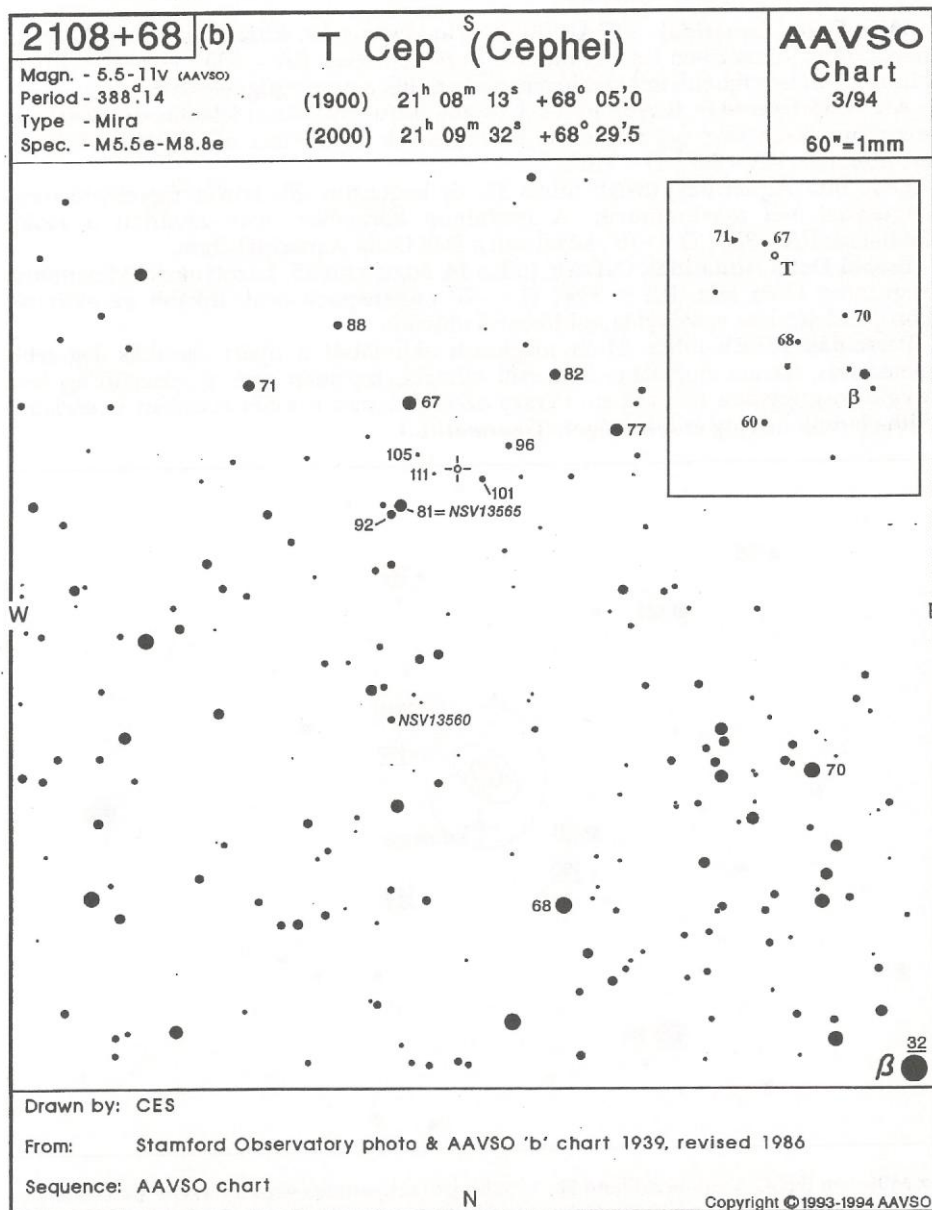 S
2108+68 (b)
T Cep (Cephei)
AAVSO
Chart
3/94
60"=1mm
Magn. - 5.5-11v (AAVSO)
Period - 388ᵈ.14
Type - Mira
Spec. - M5.5e-M8.8e
(1900) 21ʰ 08ᵐ 13ˢ +68° 05'.0
(2000) 21ʰ 09ᵐ 32ˢ +68° 29'.5
71 67
T
70
68
β
60
88
82
71
67
77
96
105
111
101
81= NSV13565
92
W
NSV13560
70
68
32
β
Drawn by: CES
From: Stamford Observatory photo & AAVSO 'b' chart 1939, revised 1986
Sequence: AAVSO chart
N
Copyright ©1993-1994 AAVSO